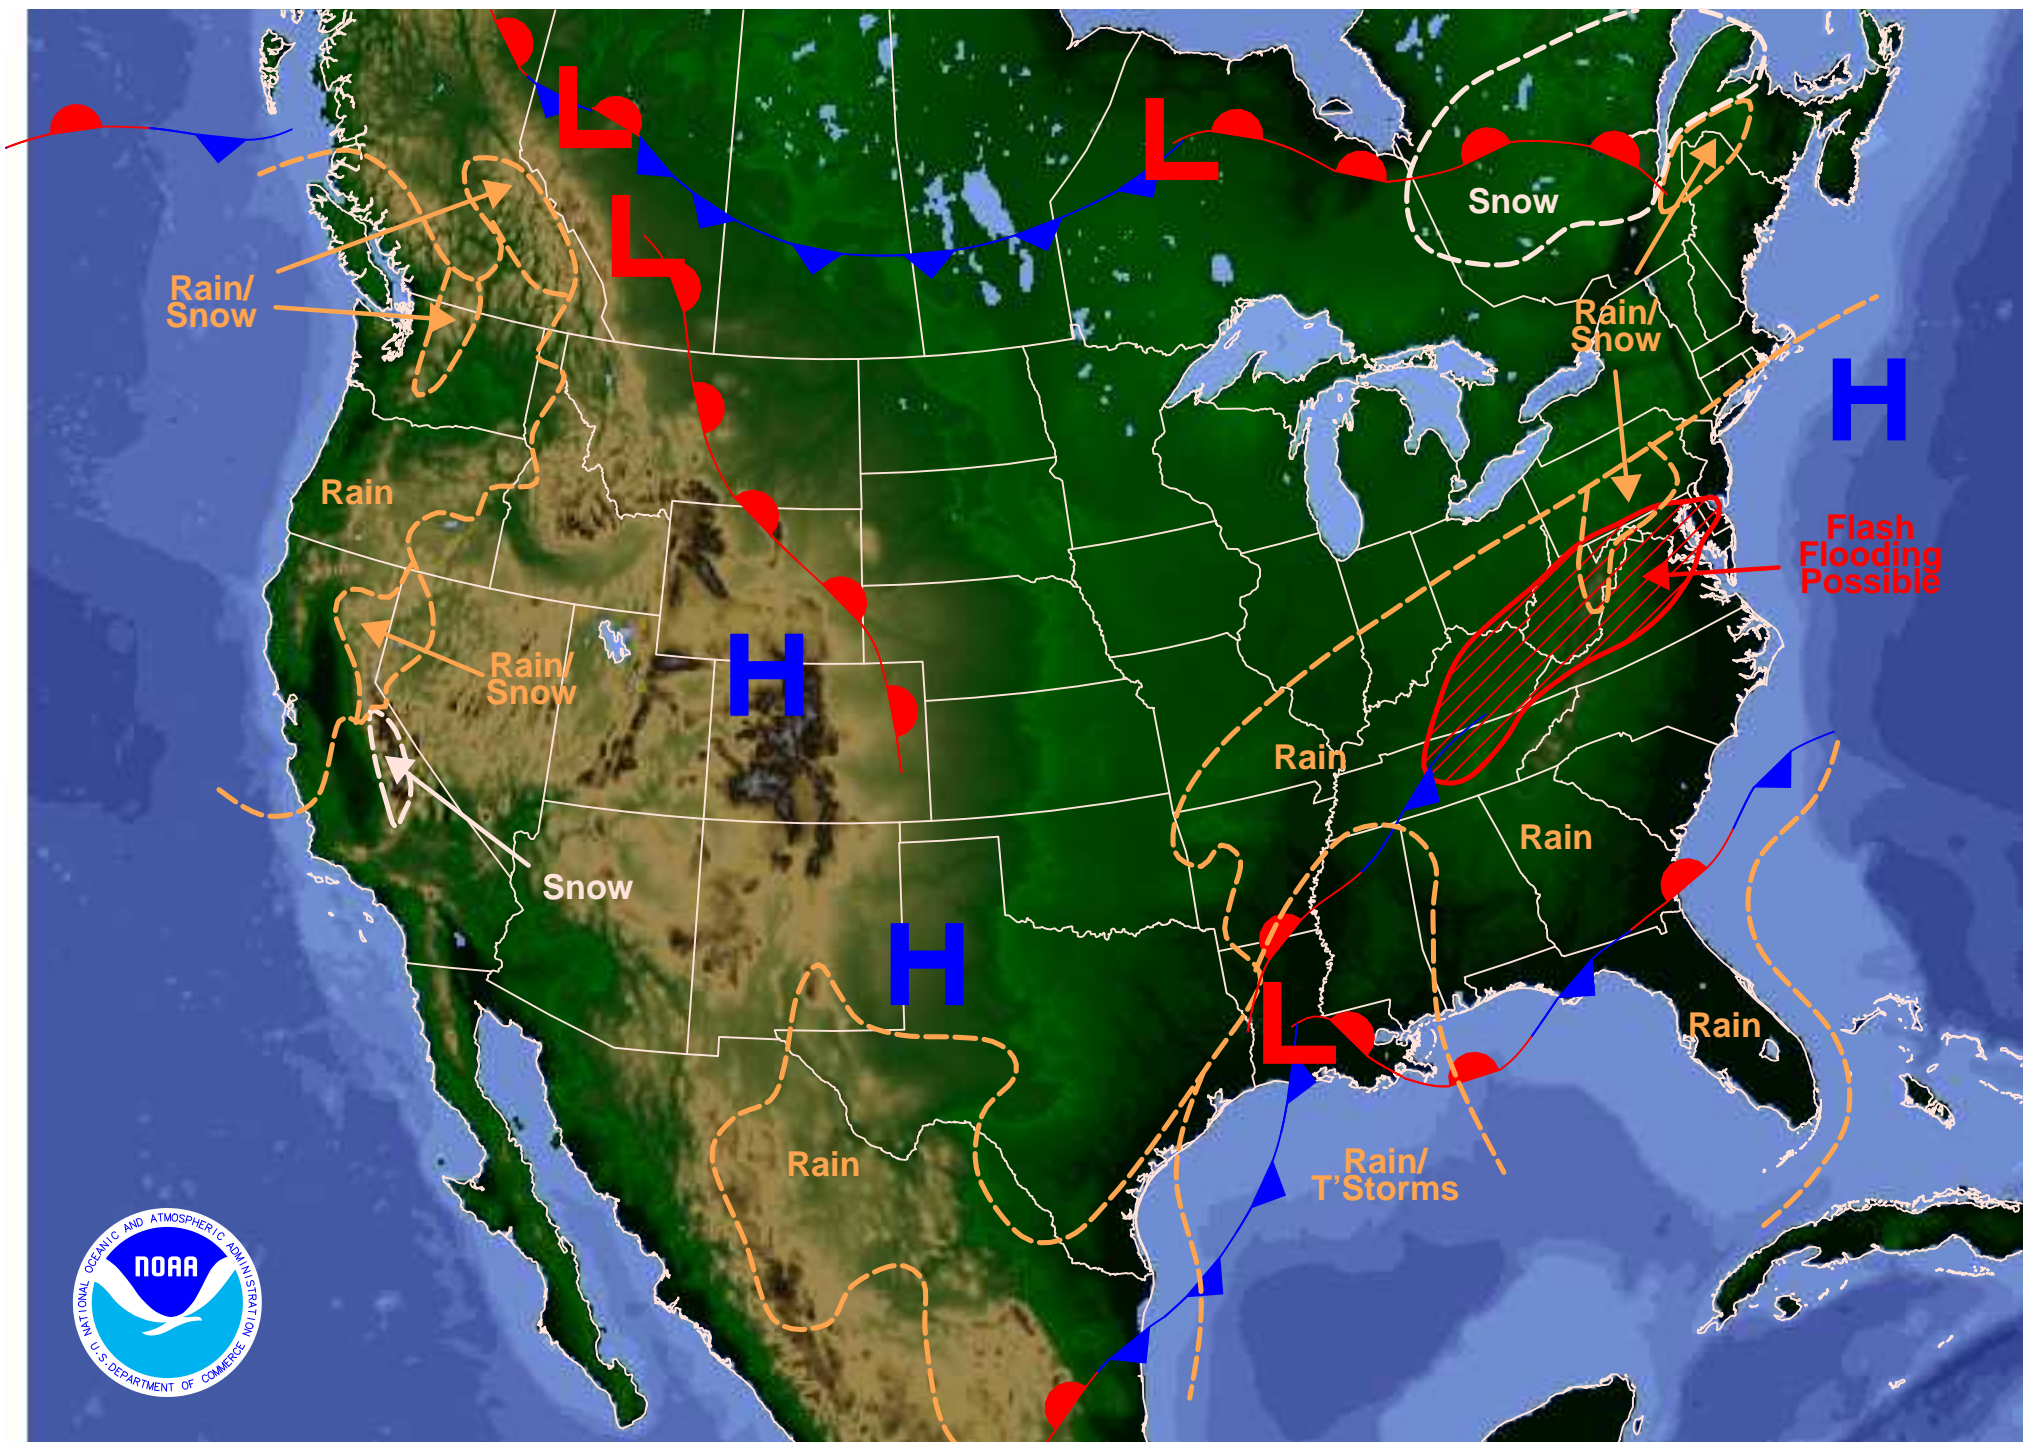 L
L
L
Snow
Rain/
Snow
Rain/
Snow
H
Rain
Flash
Flooding
Possible
H
Rain/
Snow
Rain
Rain
Snow
H
L
Rain
Rain
Rain/
T'Storms
NATIONAL OCEANIC AND ATMOSPHERIC ADMINISTRATION
NOAA
U.S. DEPARTMENT OF COMMERCE